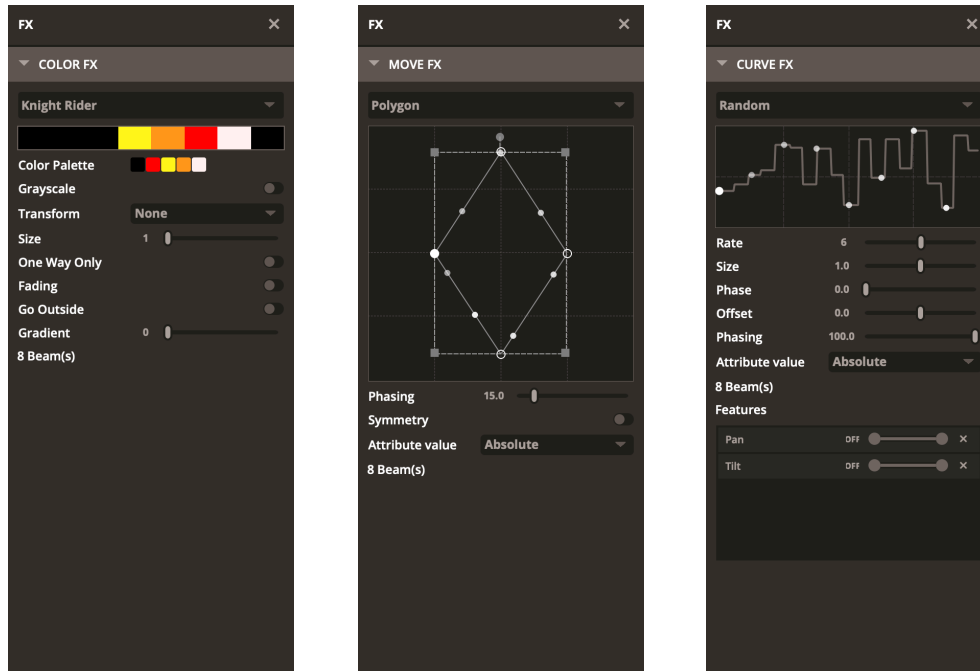 FX
COLOR FX
Knight Rider
Color Palette
Grayscale
Transform None
Size 1
One Way Only
Fading
Go Outside
Gradient 0
8 Beam(s)
FX
MOVE FX
Polygon
Phasing 15.0
Symmetry
Attribute value Absolute
8 Beam(s)
FX
CURVE FX
Random
Rate 6
Size 1.0
Phase 0.0
Offset 0.0
Phasing 100.0
Attribute value Absolute
8 Beam(s)
Features
Pan OFF
Tilt OFF